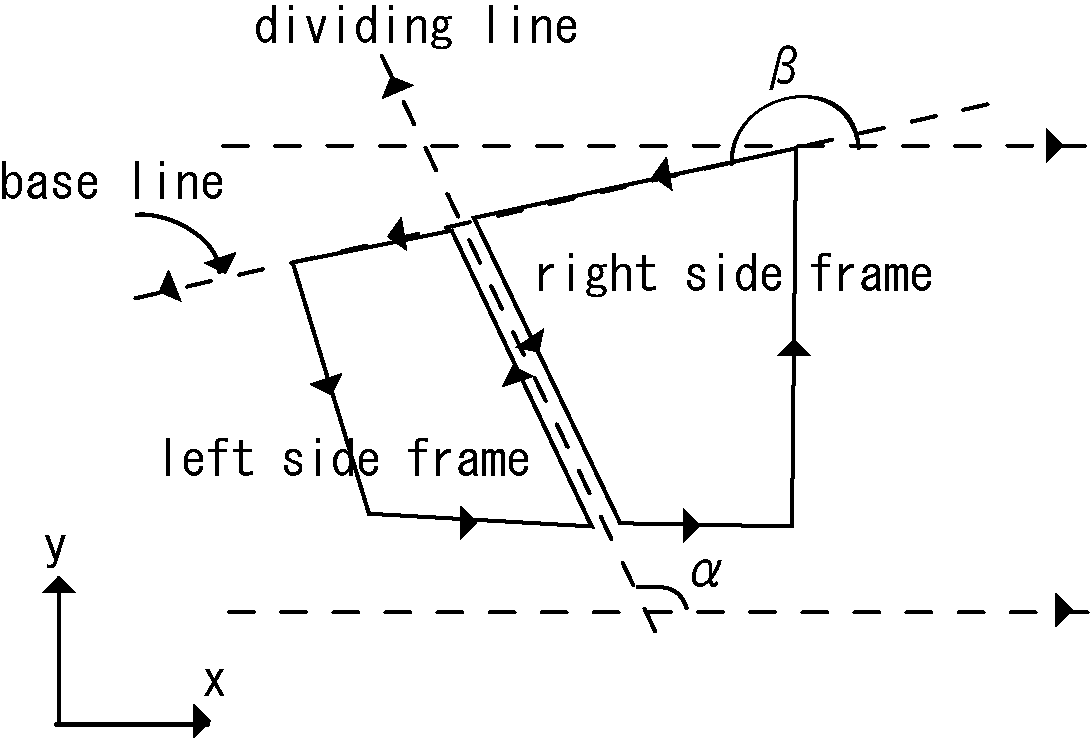 dividing line
β
base line
right side frame
left side frame
α
y
x